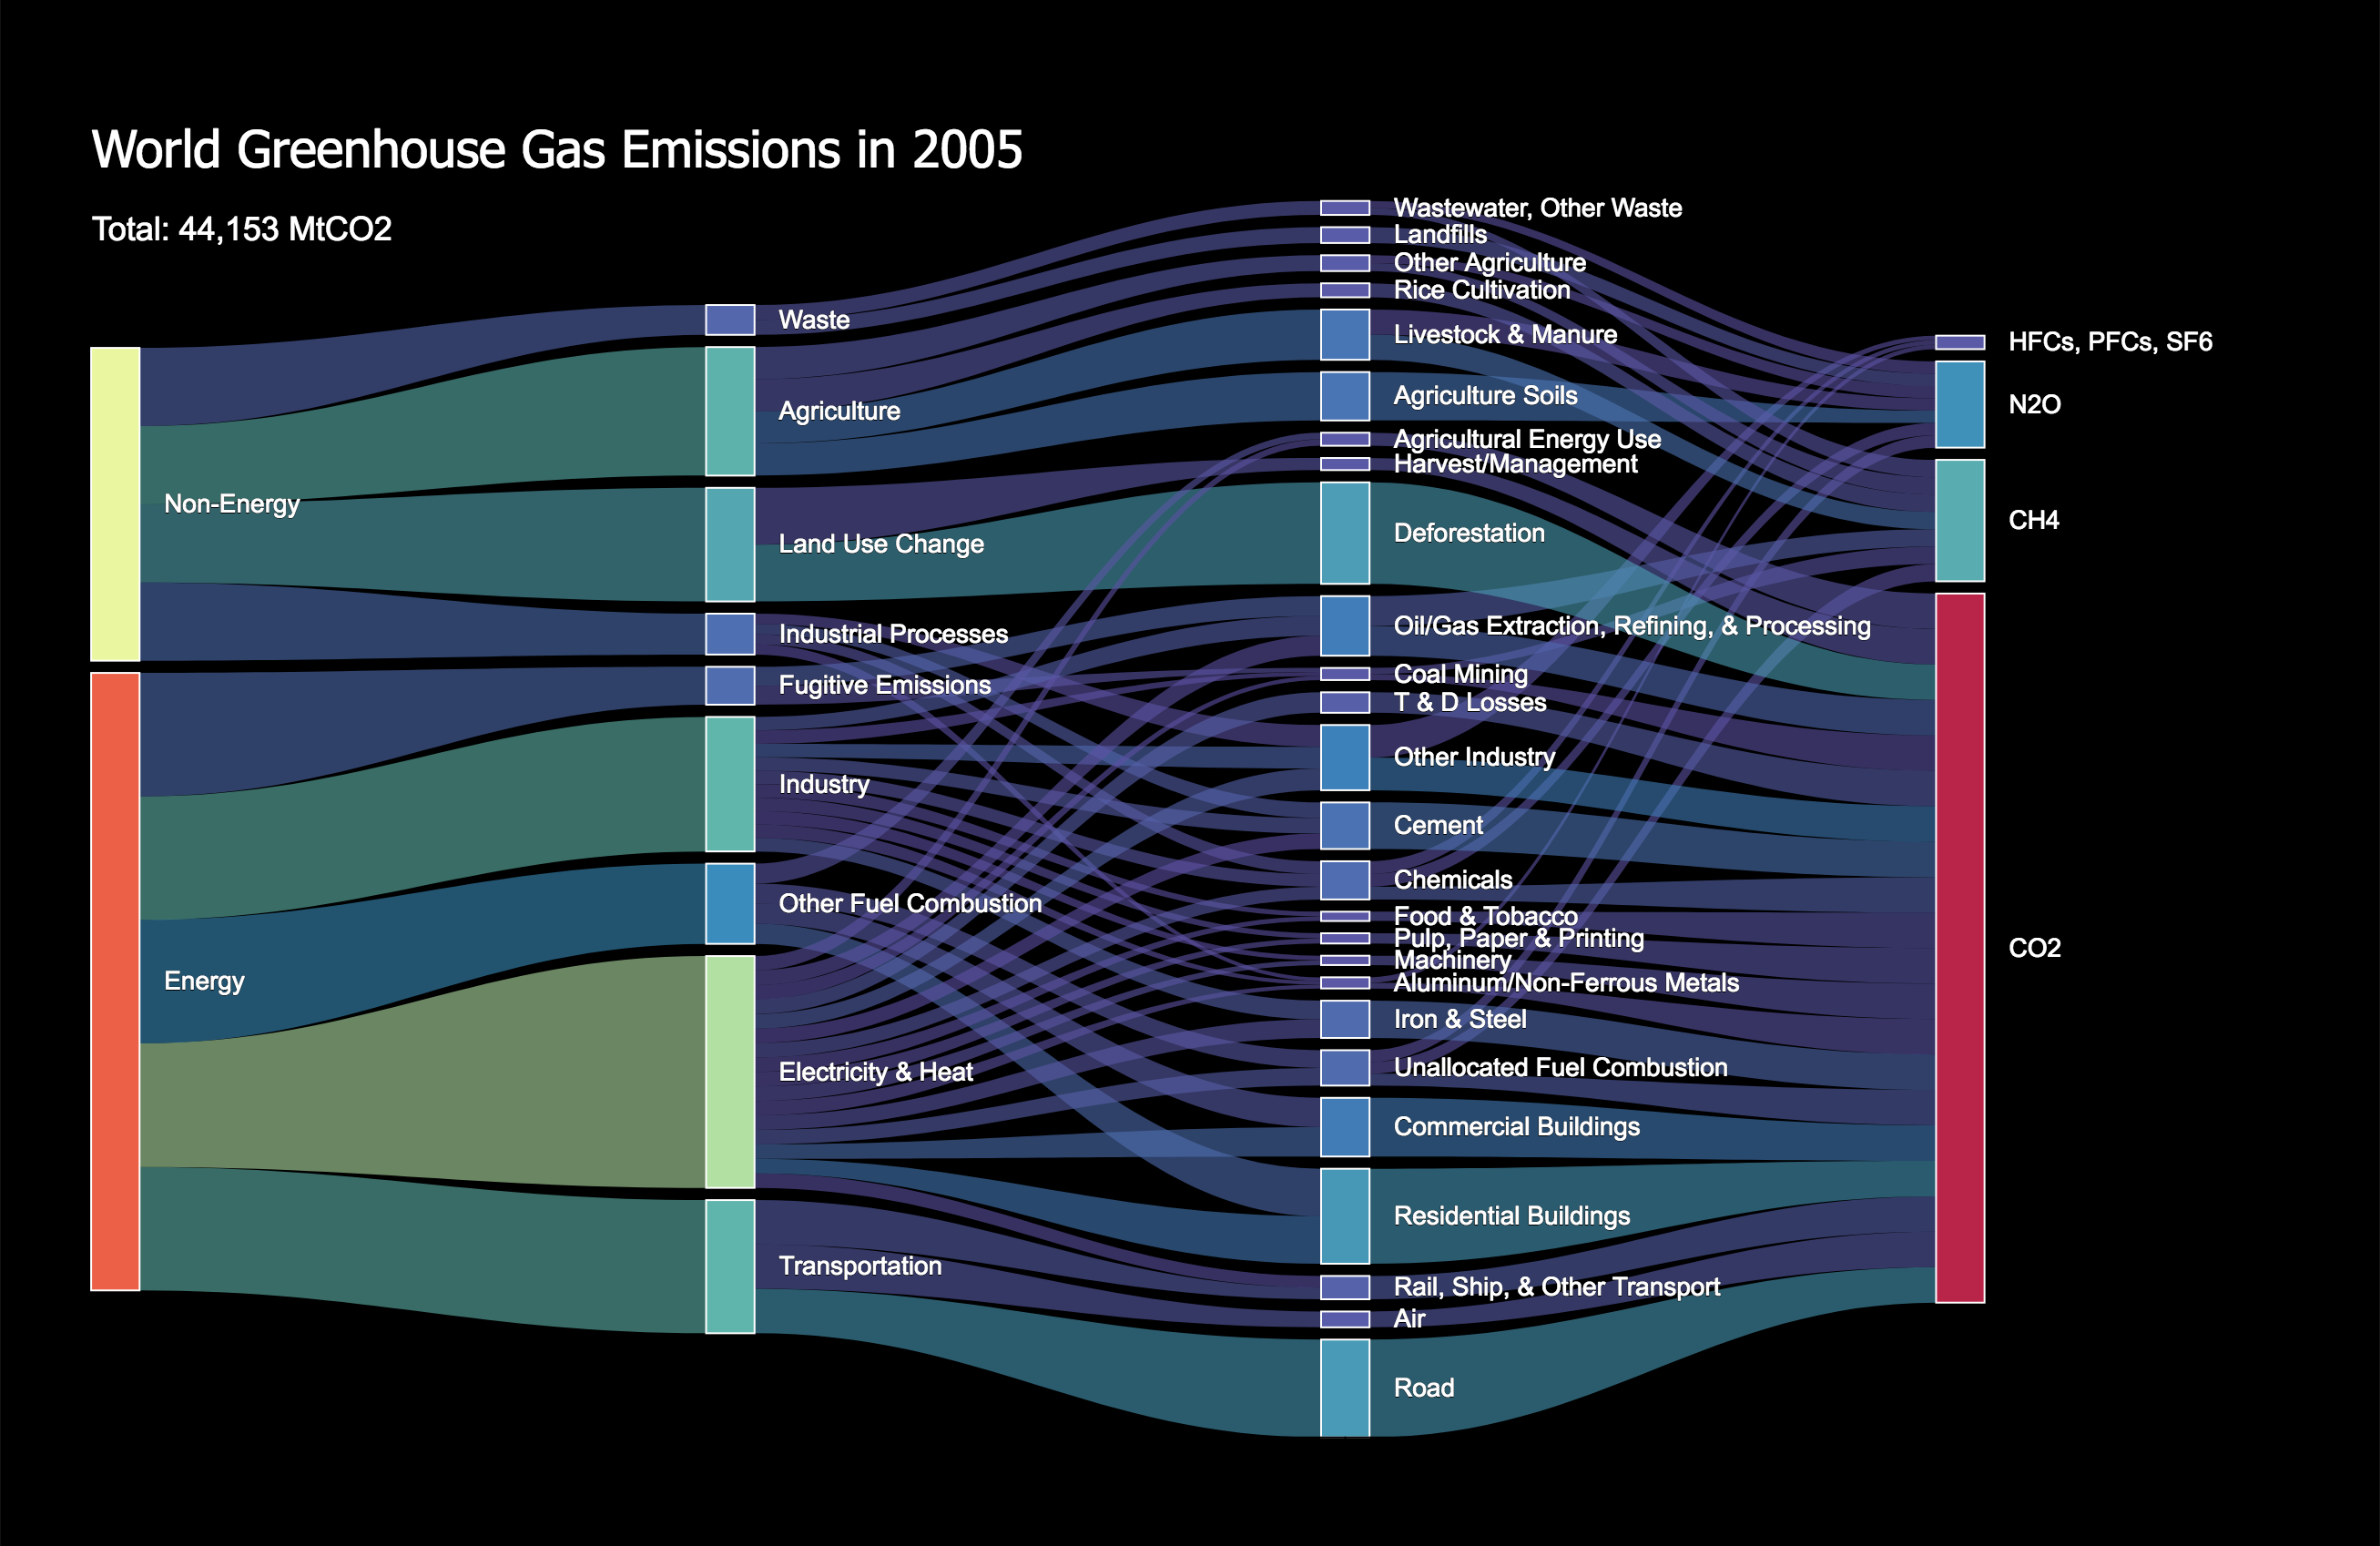 World Greenhouse Gas Emissions in 2005
Total: 44,153 MtCO2
Non-Energy
Energy
Waste
Agriculture
Land Use Change
Industrial Processes
Fugitive Emissions
Industry
Other Fuel Combustion
Electricity & Heat
Transportation
Wastewater, Other Waste
Landfills
Other Agriculture
Rice Cultivation
Livestock & Manure
Agriculture Soils
Agricultural Energy Use
Harvest/Management
Deforestation
Oil/Gas Extraction, Refining, & Processing
Coal Mining
T & D Losses
Other Industry
Cement
Chemicals
Food & Tobacco
Pulp, Paper & Printing
Machinery
Aluminum/Non-Ferrous Metals
Iron & Steel
Unallocated Fuel Combustion
Commercial Buildings
Residential Buildings
Rail, Ship, & Other Transport
Air
Road
HFCs, PFCs, SF6
N2O
CH4
CO2